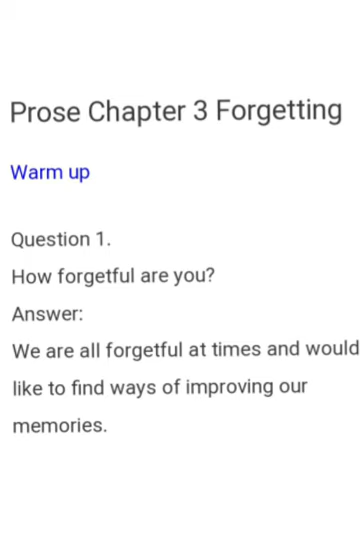 Prose Chapter 3 Forgetting
Warm up
Question 1.
How forgetful are you?
Answer:
We are all forgetful at times and would
like to find ways of improving our
memories.